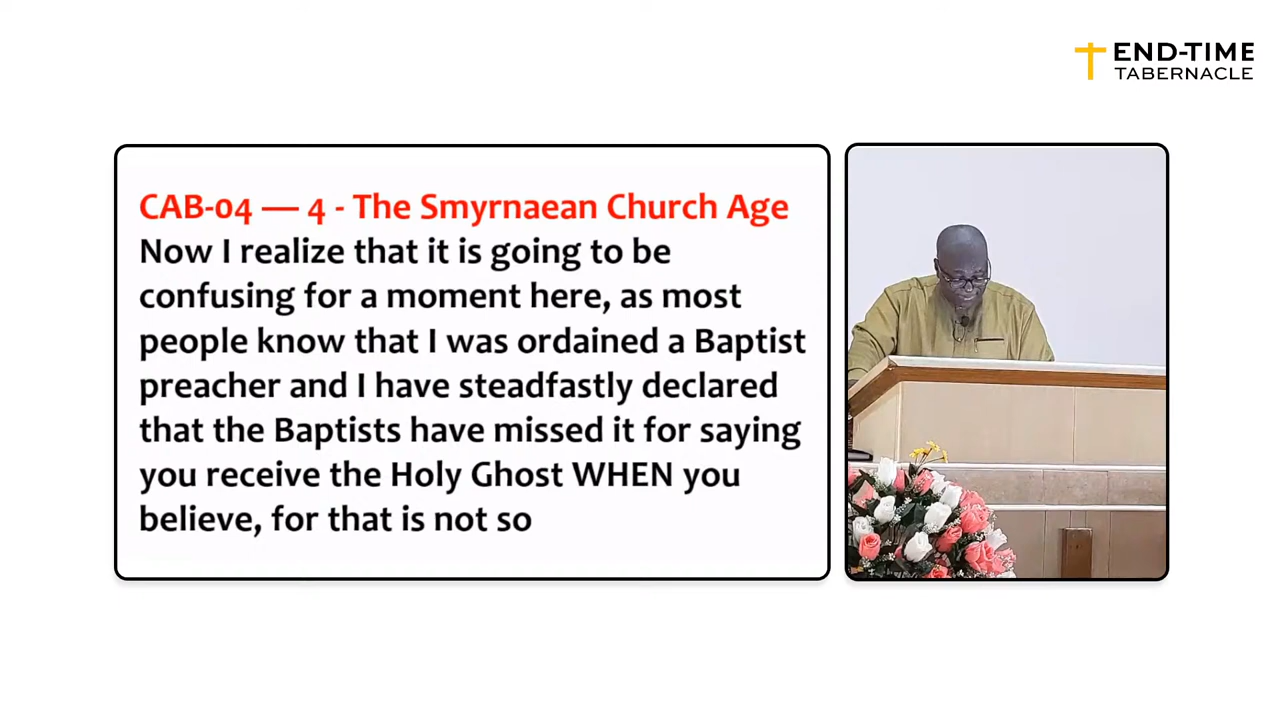 END-TIME
TABERNACLE
CAB-04 — 4 - The Smyrnaean Church Age
Now I realize that it is going to be
confusing for a moment here, as most
people know that I was ordained a Baptist
preacher and I have steadfastly declared
that the Baptists have missed it for saying
you receive the Holy Ghost WHEN you
believe, for that is not so